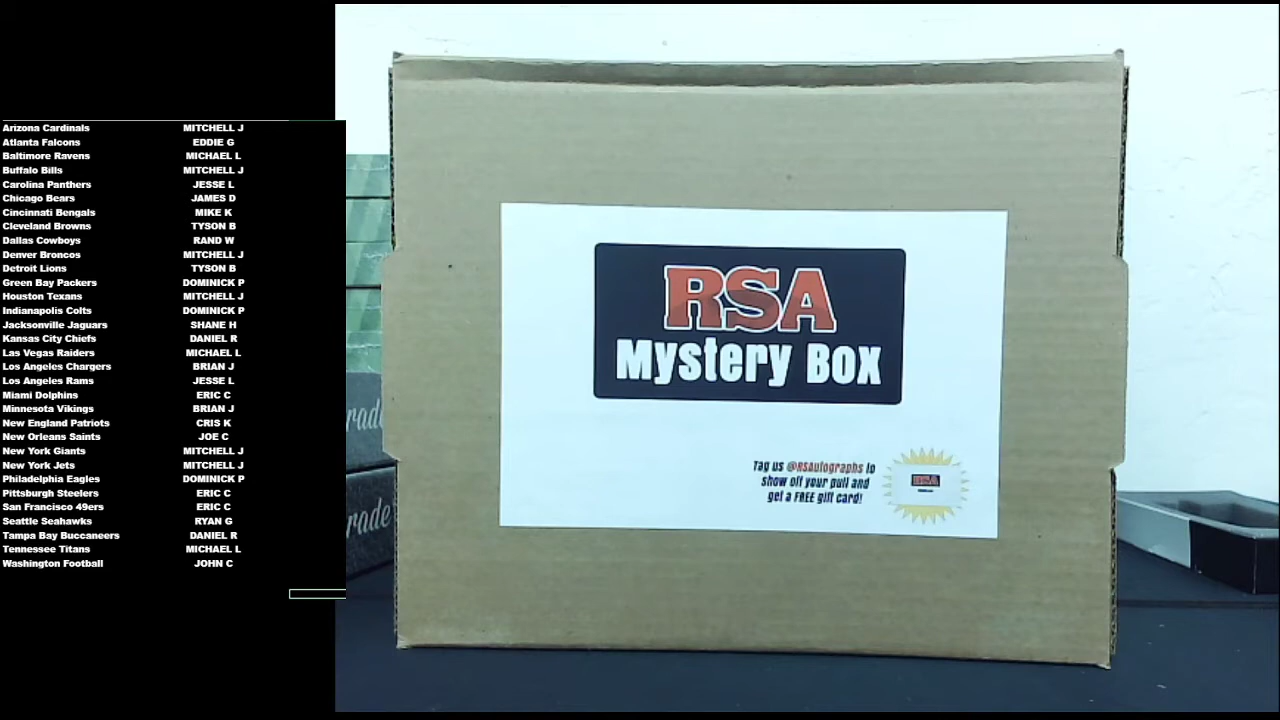 Arizona Cardinals MITCHELL J
Atlanta Falcons EDDIE G
Baltimore Ravens MICHAEL L
Buffalo Bills MITCHELL J
Carolina Panthers JESSE L
Chicago Bears JAMES D
Cincinnati Bengals MIKE K
Cleveland Browns TYSON B
Dallas Cowboys RAND W
Denver Broncos MITCHELL J
Detroit Lions TYSON B
Green Bay Packers DOMINICK P
Houston Texans MITCHELL J
Indianapolis Colts DOMINICK P
Jacksonville Jaguars SHANE H
Kansas City Chiefs DANIEL R
Las Vegas Raiders MICHAEL L
Los Angeles Chargers BRIAN J
Los Angeles Rams JESSE L
Miami Dolphins ERIC C
Minnesota Vikings BRIAN J
New England Patriots CRIS K
New Orleans Saints JOE C
New York Giants MITCHELL J
New York Jets MITCHELL J
Philadelphia Eagles DOMINICK P
Pittsburgh Steelers ERIC C
San Francisco 49ers ERIC C
Seattle Seahawks RYAN G
Tampa Bay Buccaneers DANIEL R
Tennessee Titans MICHAEL L
Washington Football JOHN C
RSA
Mystery Box
Tag us @RSAutographs to
show off your pull and
get a FREE gift card!
RSA
rade
rade